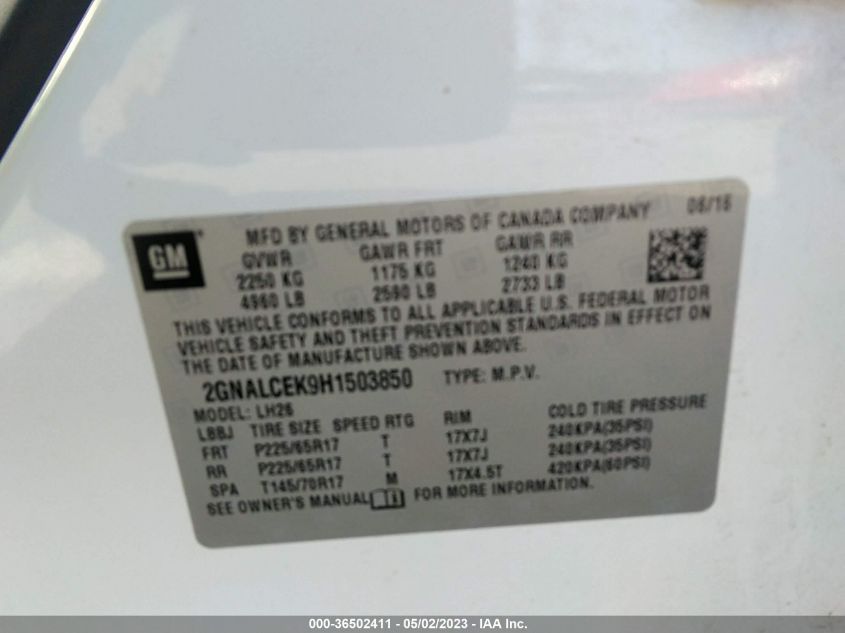 GM
MFD BY GENERAL MOTORS OF CANADA COMPANY 06/16
GVWR GAWR FRT GAWR RR
2250 KG 1175 KG 1240 KG
4960 LB 2590 LB 2733 LB
THIS VEHICLE CONFORMS TO ALL APPLICABLE U.S. FEDERAL MOTOR
VEHICLE SAFETY AND THEFT PREVENTION STANDARDS IN EFFECT ON
THE DATE OF MANUFACTURE SHOWN ABOVE.
2GNALCEK9H1503850 TYPE: M.P.V.
MODEL: LH26
LBBJ TIRE SIZE SPEED RTG RIM COLD TIRE PRESSURE
FRT P225/65R17 T 17X7J 240KPA(35PSI)
RR P225/65R17 T 17X7J 240KPA(35PSI)
SPA T145/70R17 M 17X4.5T 420KPA(60PSI)
SEE OWNER'S MANUAL FOR MORE INFORMATION.
000-36502411 - 05/02/2023 - IAA Inc.